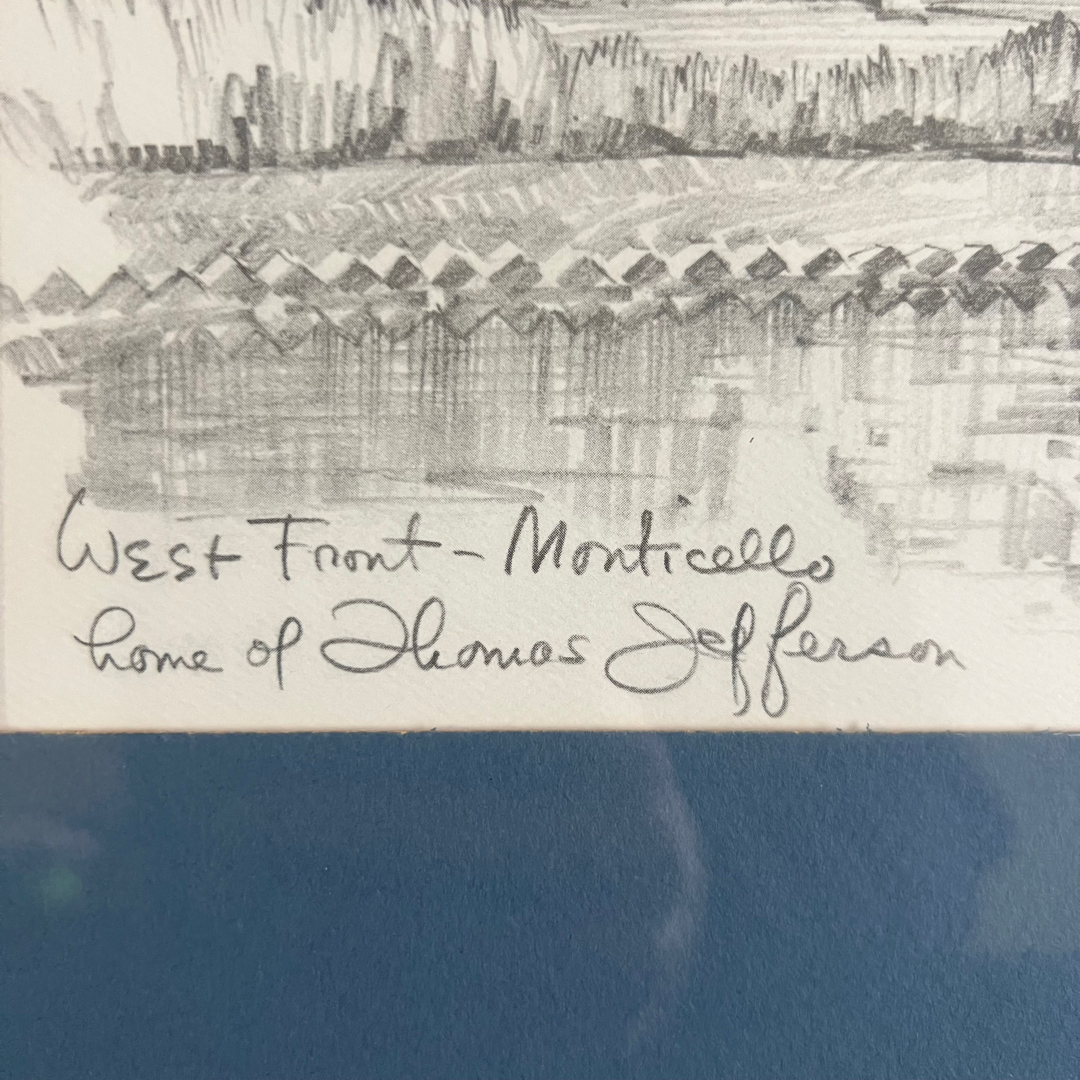 West Front - Monticello
home of Thomas Jefferson